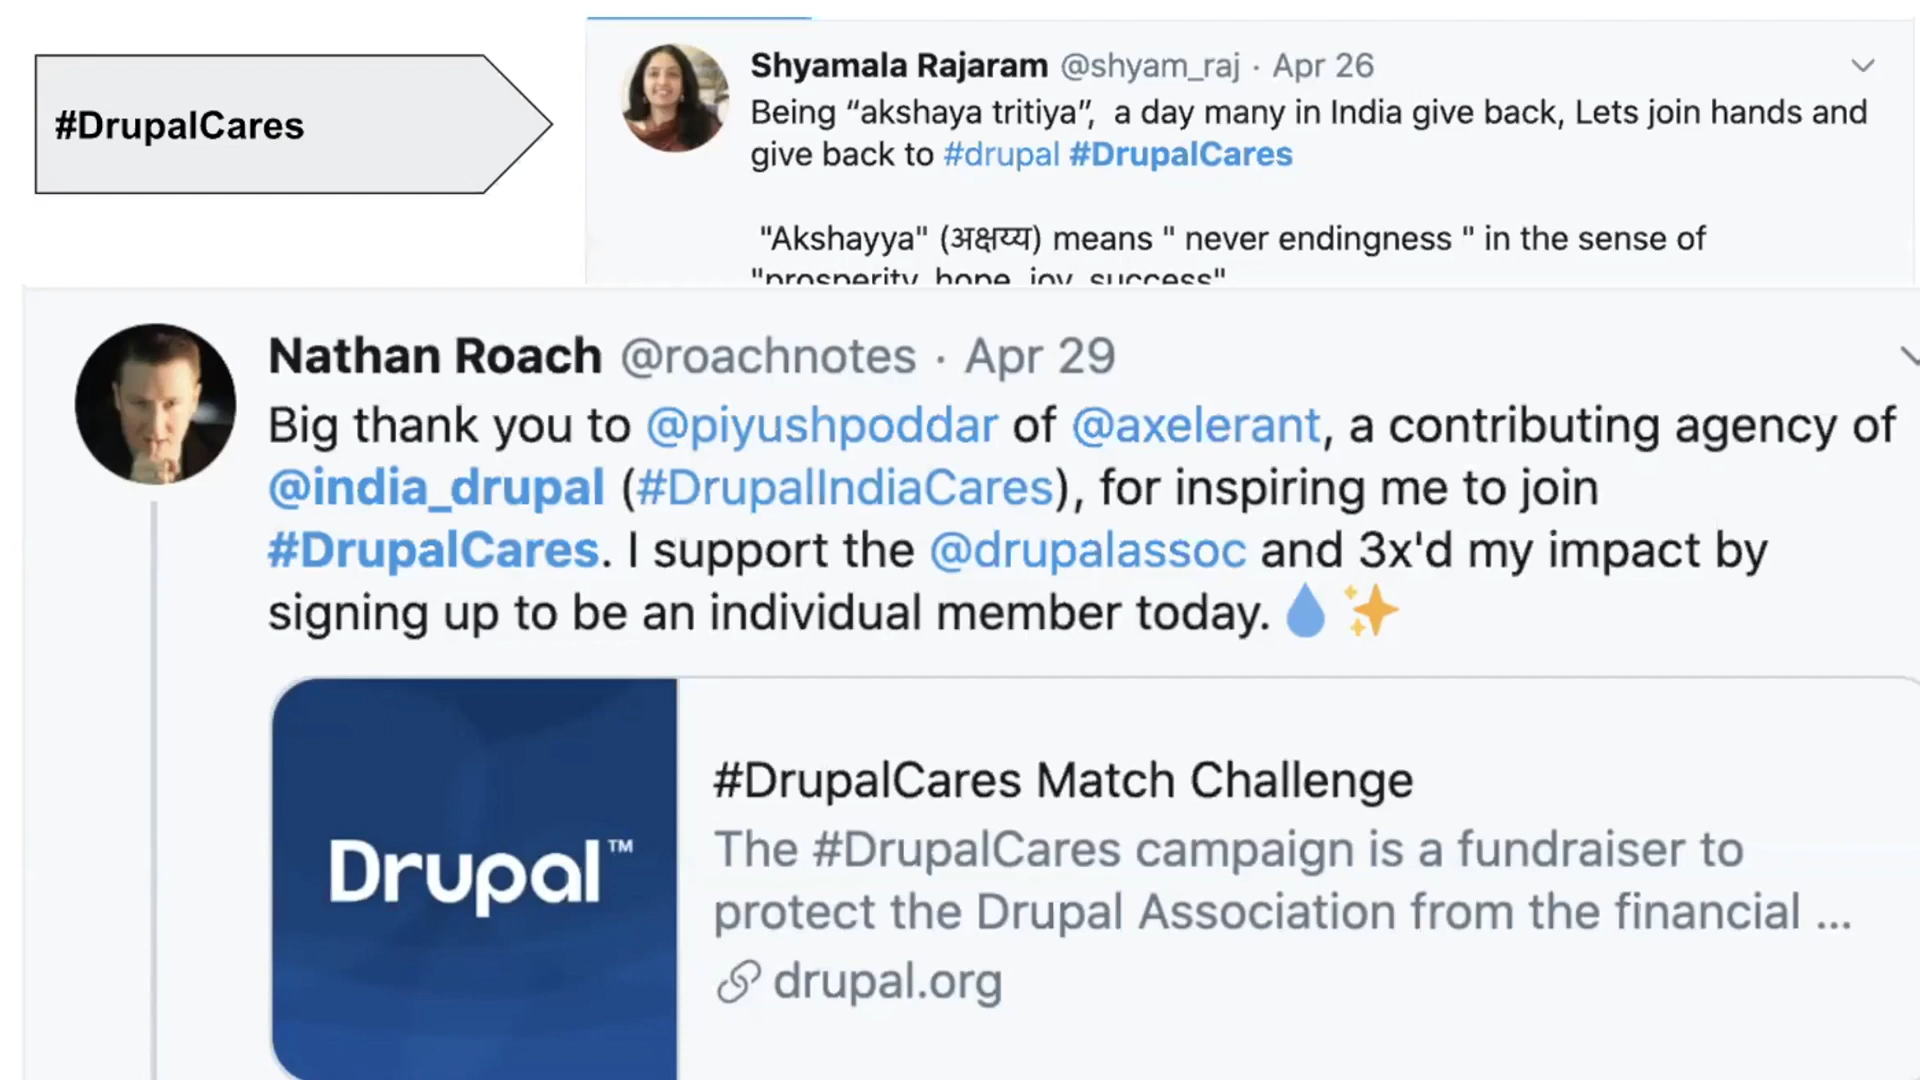 #DrupalCares
Shyamala Rajaram @shyam_raj · Apr 26
Being “akshaya tritiya”, a day many in India give back, Lets join hands and
give back to #drupal #DrupalCares
"Akshayya" (अक्षय्य) means " never endingness " in the sense of
"prosperity, hope, joy, success"
Nathan Roach @roachnotes · Apr 29
Big thank you to @piyushpoddar of @axelerant, a contributing agency of
@india_drupal (#DrupalIndiaCares), for inspiring me to join
#DrupalCares. I support the @drupalassoc and 3x'd my impact by
signing up to be an individual member today. 💧 ✨
Drupal™
#DrupalCares Match Challenge
The #DrupalCares campaign is a fundraiser to
protect the Drupal Association from the financial ...
drupal.org